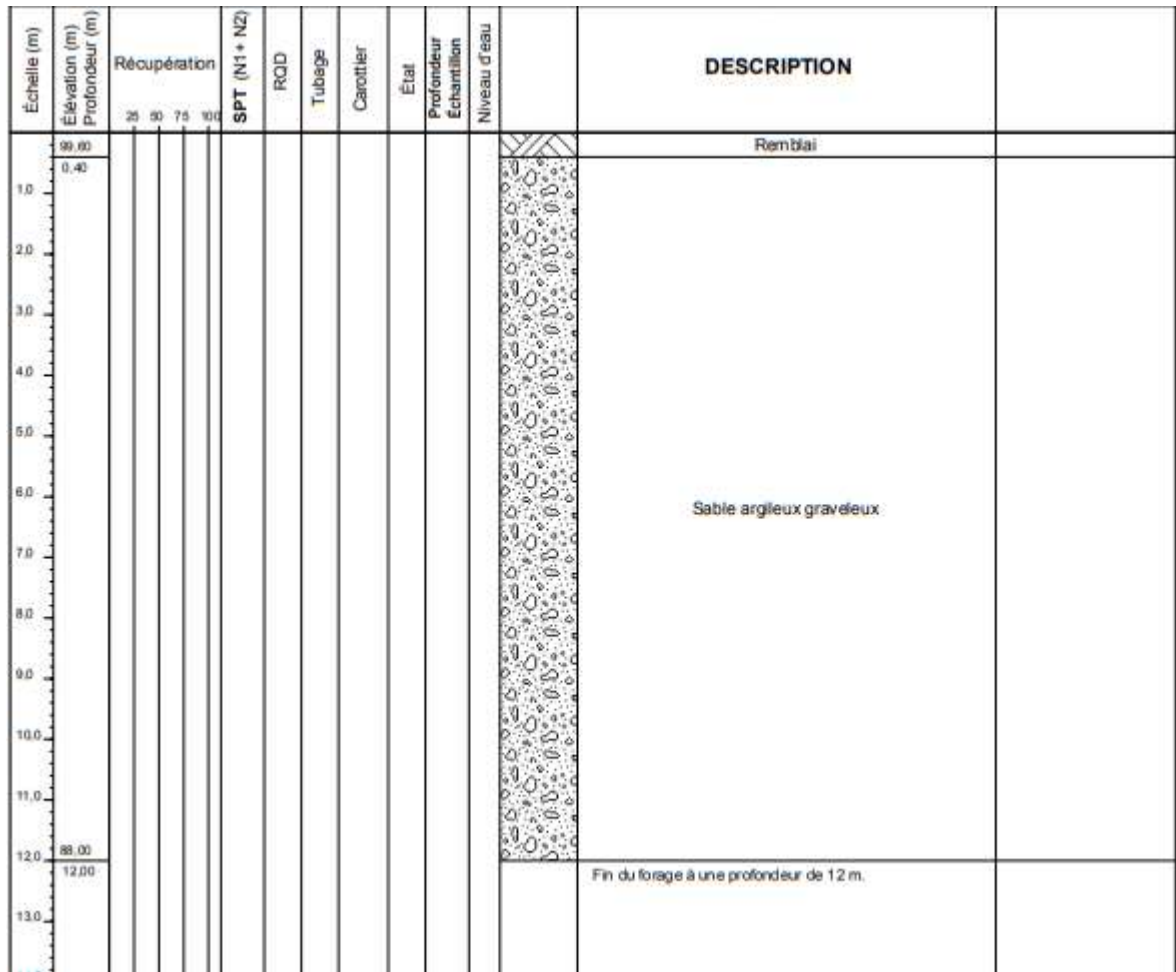 Échelle (m)
Élévation (m)
Profondeur (m)
Récupération
25 50 75 100
SPT (N1+ N2)
RQD
Tubage
Carottier
État
Profondeur
Échantillon
Niveau d'eau
DESCRIPTION
99,60
Remblai
0,40
1,0
2,0
3,0
4,0
5,0
6,0
Sable argileux graveleux
7,0
8,0
9,0
10,0
11,0
88,00
12,0
12,00
Fin du forage à une profondeur de 12 m.
13,0